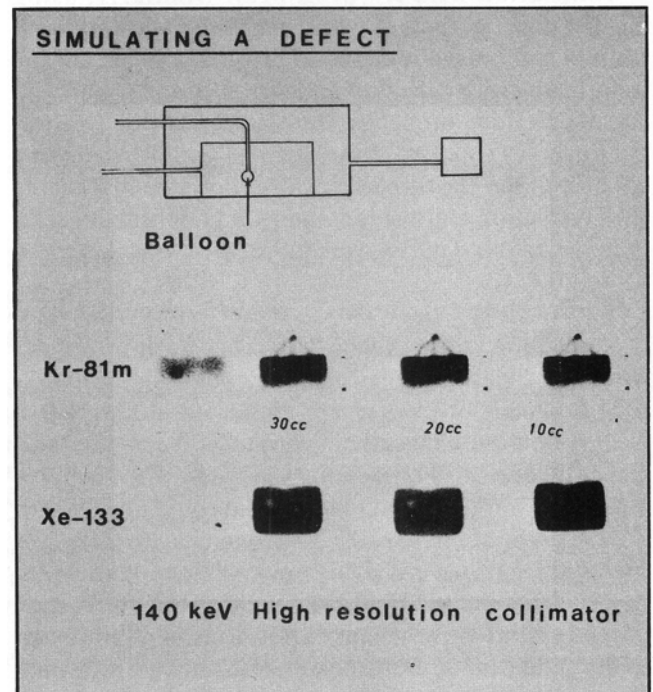 SIMULATING A DEFECT
Balloon
Kr-81m
30cc 20cc 10cc
Xe-133
140 keV High resolution collimator